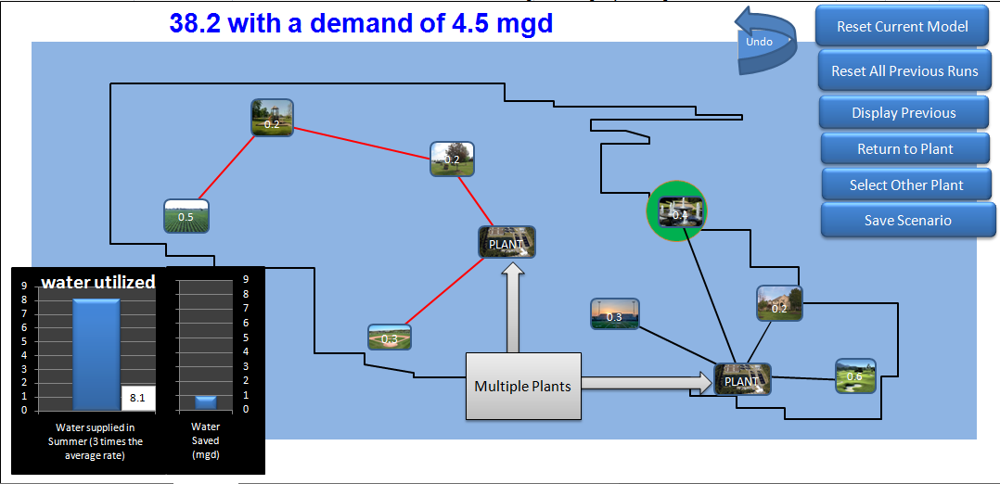 38.2 with a demand of 4.5 mgd
Undo
Reset Current Model
Reset All Previous Runs
Display Previous
Return to Plant
Select Other Plant
Save Scenario
0.2
0.2
0.5
PLANT
0.3
0.4
0.3
0.2
PLANT
0.6
Multiple Plants
water utilized
9
8
7
6
5
4
3
2
1
0
8.1
Water supplied in
Summer (3 times the
average rate)
9
8
7
6
5
4
3
2
1
0
Water
Saved
(mgd)